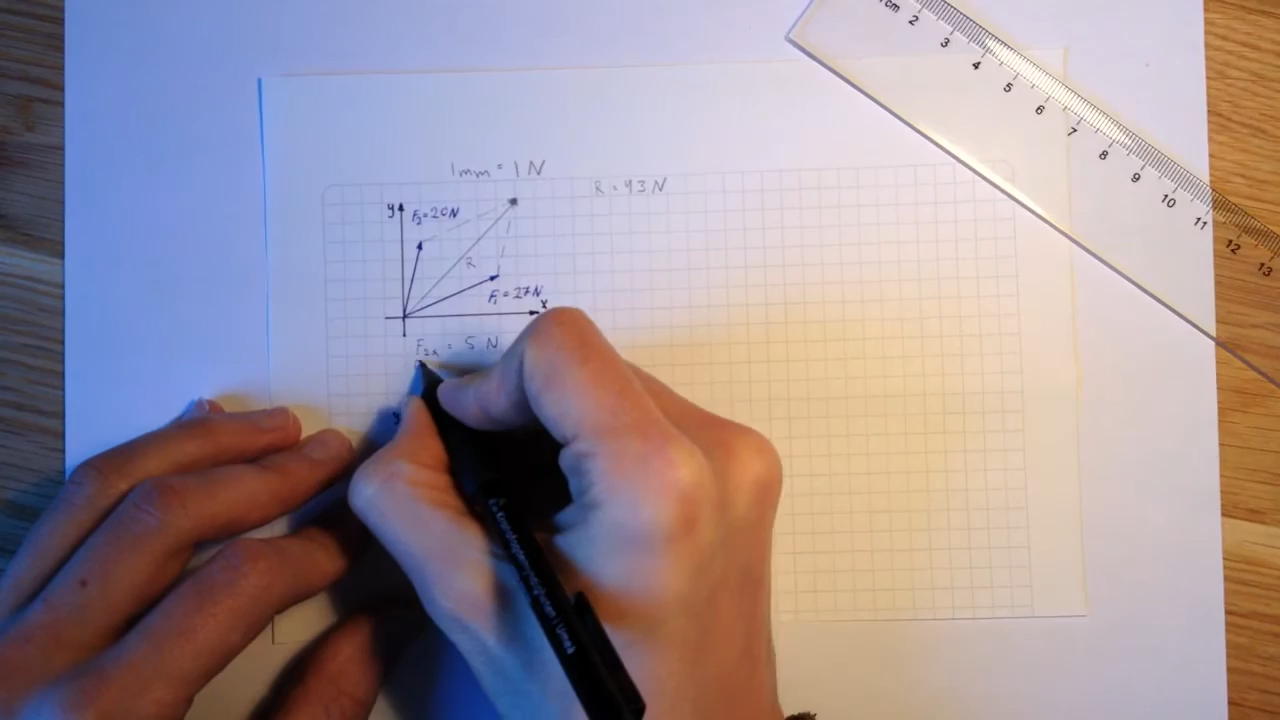 1mm = 1N
R = 43 N
y
F₂=20N
R
F₁=27N
x
F₂ₓ = 5 N
y
cm 2 3 4 5 6 7 8 9 10 11 12 13